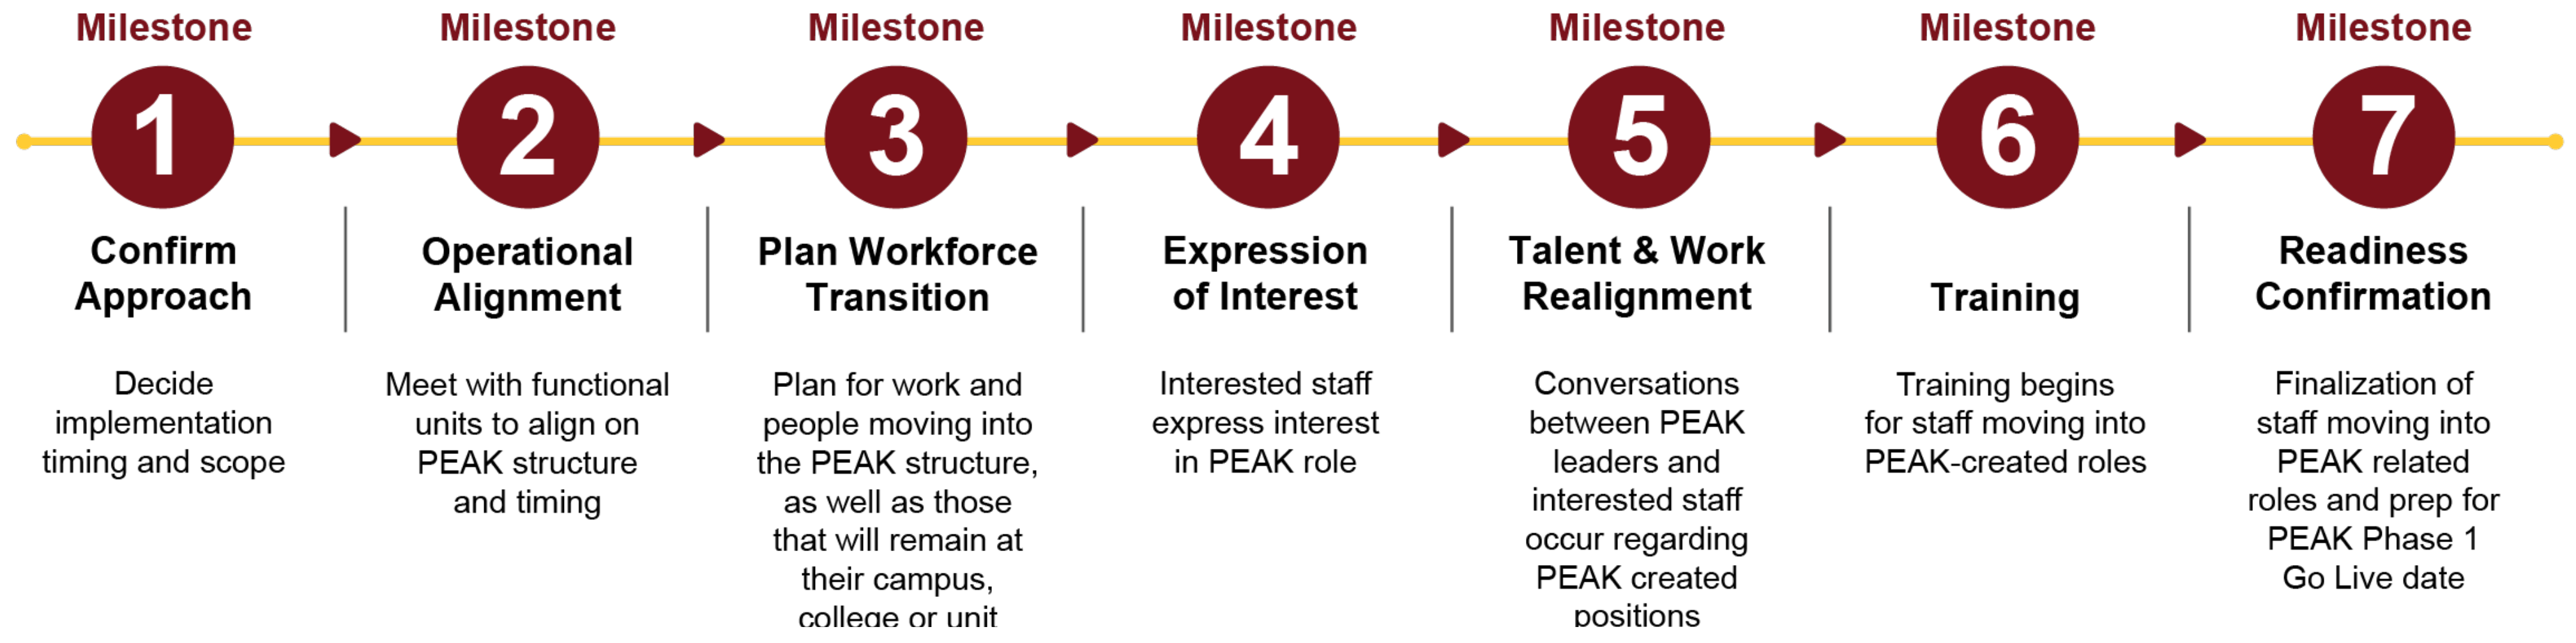 Milestone
1
Confirm
Approach
Decide
implementation
timing and scope
Milestone
2
Operational
Alignment
Meet with functional
units to align on
PEAK structure
and timing
Milestone
3
Plan Workforce
Transition
Plan for work and
people moving into
the PEAK structure,
as well as those
that will remain at
their campus,
college or unit
Milestone
4
Expression
of Interest
Interested staff
express interest
in PEAK role
Milestone
5
Talent & Work
Realignment
Conversations
between PEAK
leaders and
interested staff
occur regarding
PEAK created
positions
Milestone
6
Training
Training begins
for staff moving into
PEAK-created roles
Milestone
7
Readiness
Confirmation
Finalization of
staff moving into
PEAK related
roles and prep for
PEAK Phase 1
Go Live date